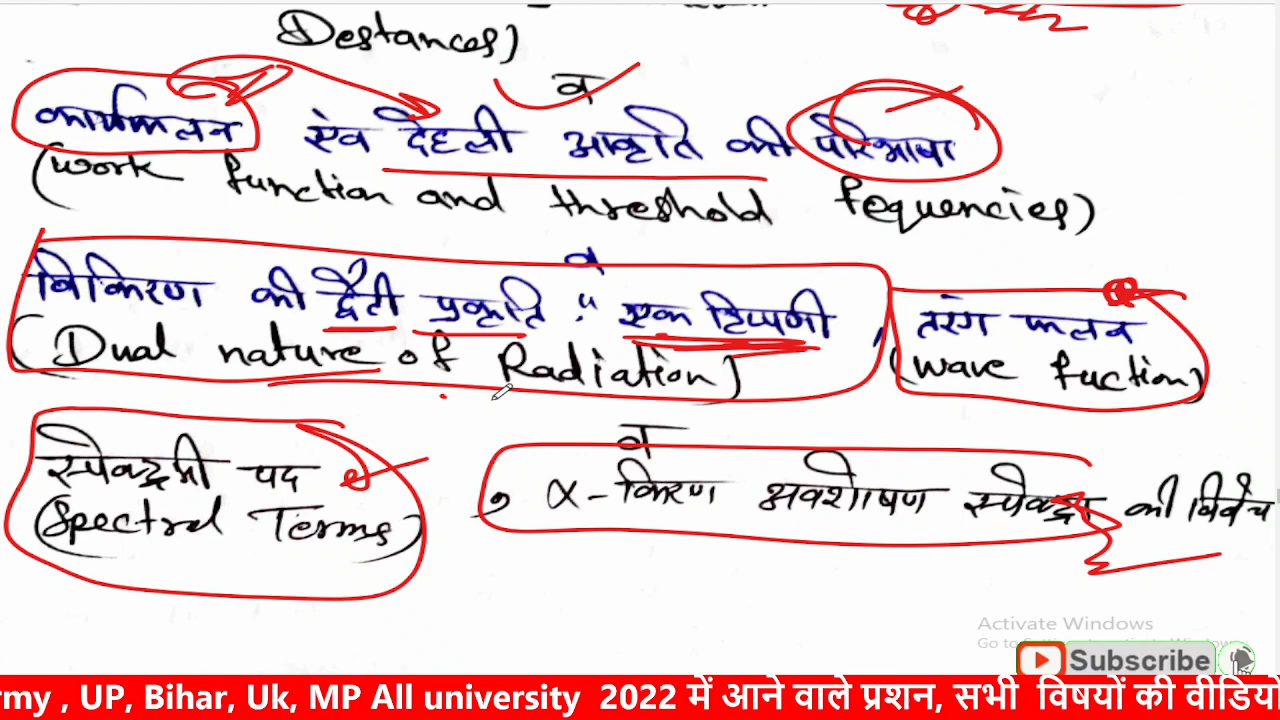 Destances)
व
कार्यफलन एंव देहली आकृति की परिभाषा
(work function and threshold fequencies)
व
विकिरण की द्वैती प्रकृति " एक टिप्पणी , तरंग फलन
(Dual nature of Radiation) (wave fuction)
व
स्पेक्ट्रमी पद , α-किरण अवशोषण स्पेक्ट्रा की विवेच
(Spectral Terms)
Activate Windows
Subscribe
rmy , UP, Bihar, Uk, MP All university 2022 में आने वाले प्रशन, सभी विषयों की वीडियो